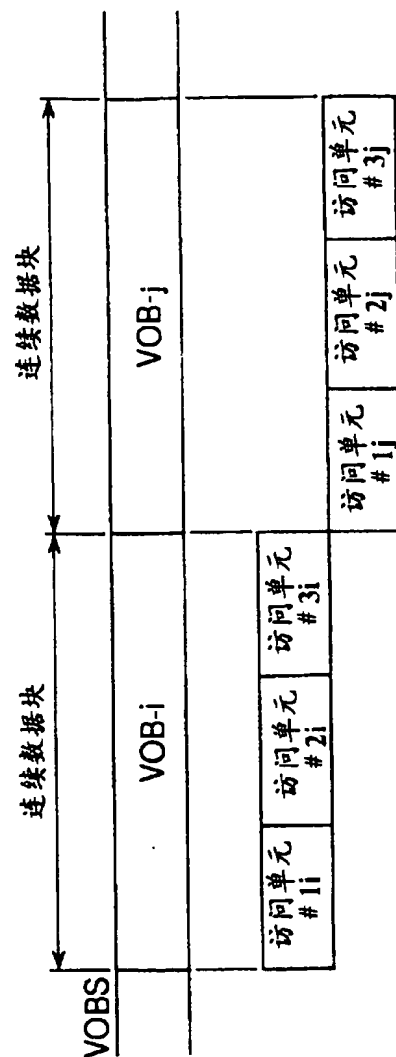 连续数据块
连续数据块
VOBS
VOB-i
VOB-j
访问单元
# 1i
访问单元
# 2i
访问单元
# 3i
访问单元
# 1j
访问单元
# 2j
访问单元
# 3j